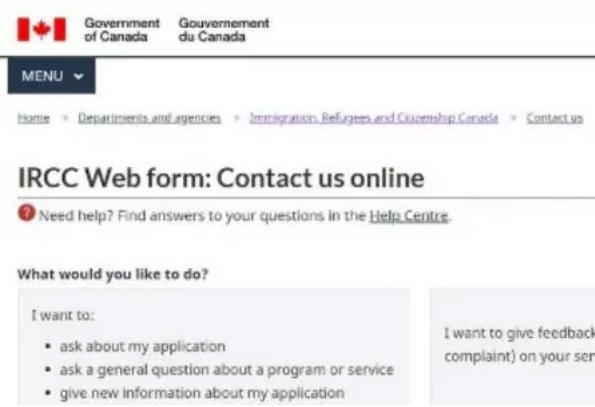 Government Gouvernement
of Canada du Canada
MENU
Home > Departments and agencies > Immigration, Refugees and Citizenship Canada > Contact us
IRCC Web form: Contact us online
? Need help? Find answers to your questions in the Help Centre.
What would you like to do?
I want to:
• ask about my application
• ask a general question about a program or service
• give new information about my application
I want to give feedback
complaint) on your ser